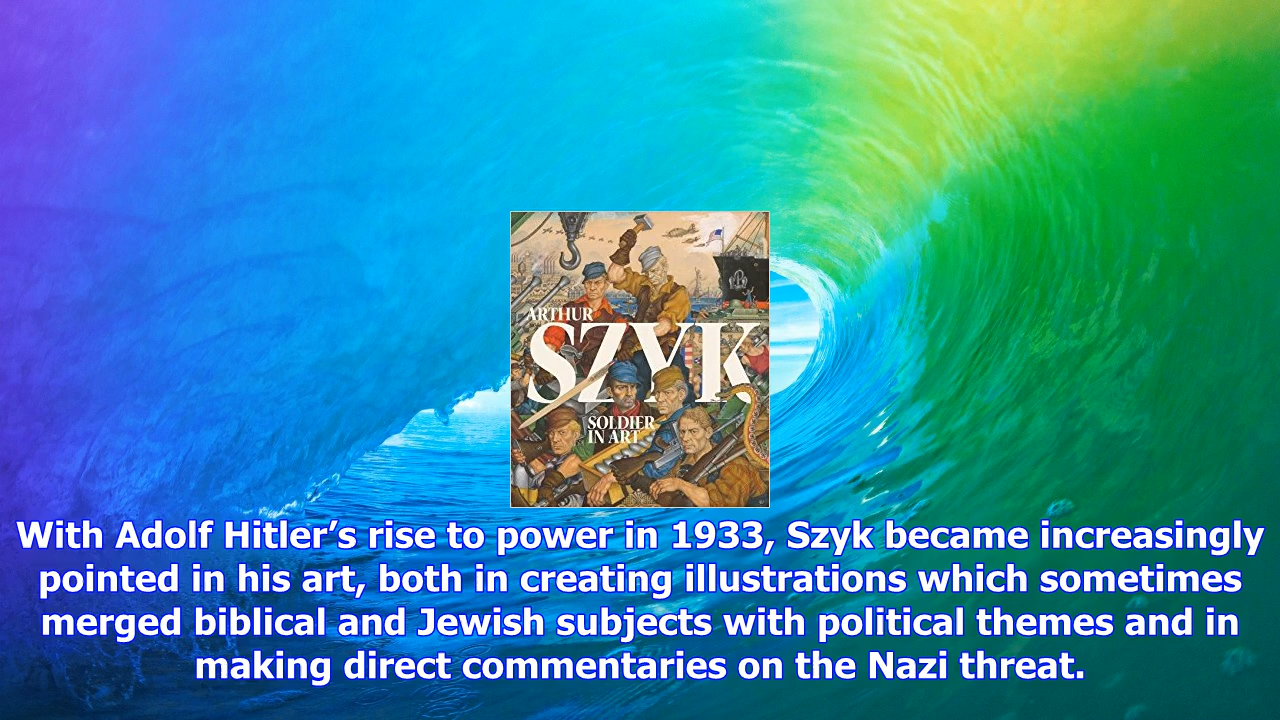 ARTHUR
SZYK
SOLDIER
IN ART
With Adolf Hitler’s rise to power in 1933, Szyk became increasingly
pointed in his art, both in creating illustrations which sometimes
merged biblical and Jewish subjects with political themes and in
making direct commentaries on the Nazi threat.